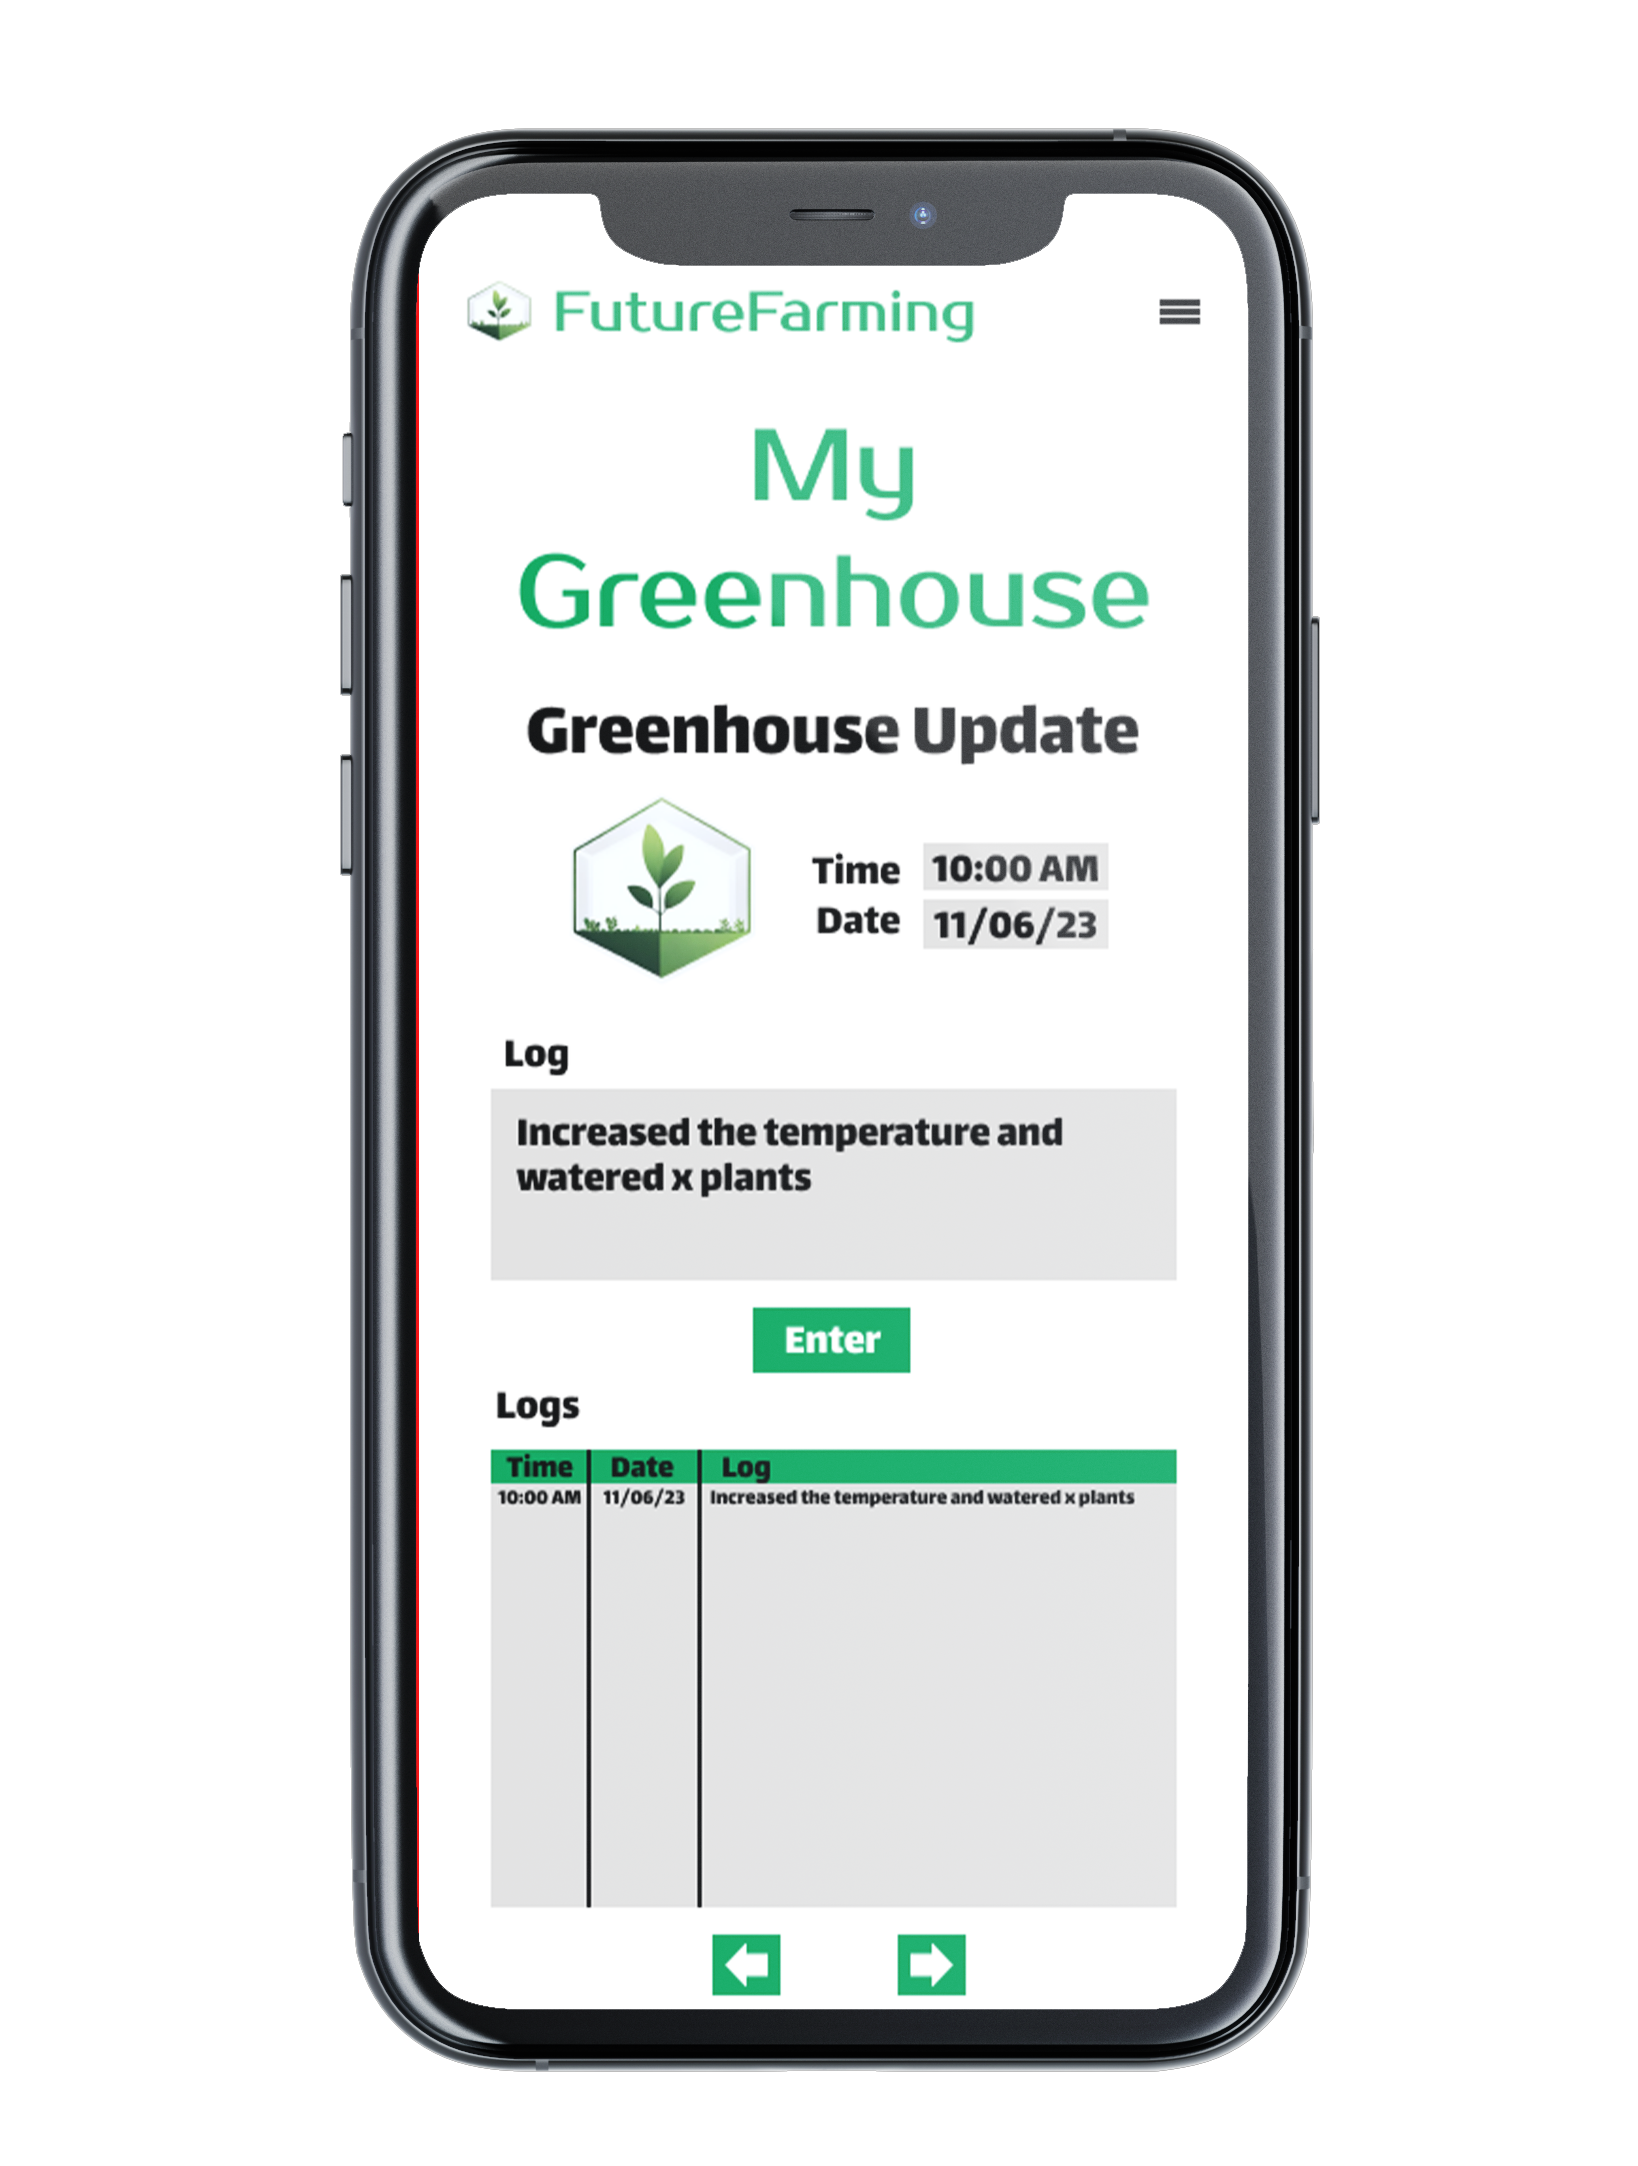 FutureFarming
My
Greenhouse
Greenhouse Update
Time 10:00 AM
Date 11/06/23
Log
Increased the temperature and
watered x plants
Enter
Logs
Time Date Log
10:00 AM 11/06/23 Increased the temperature and watered x plants